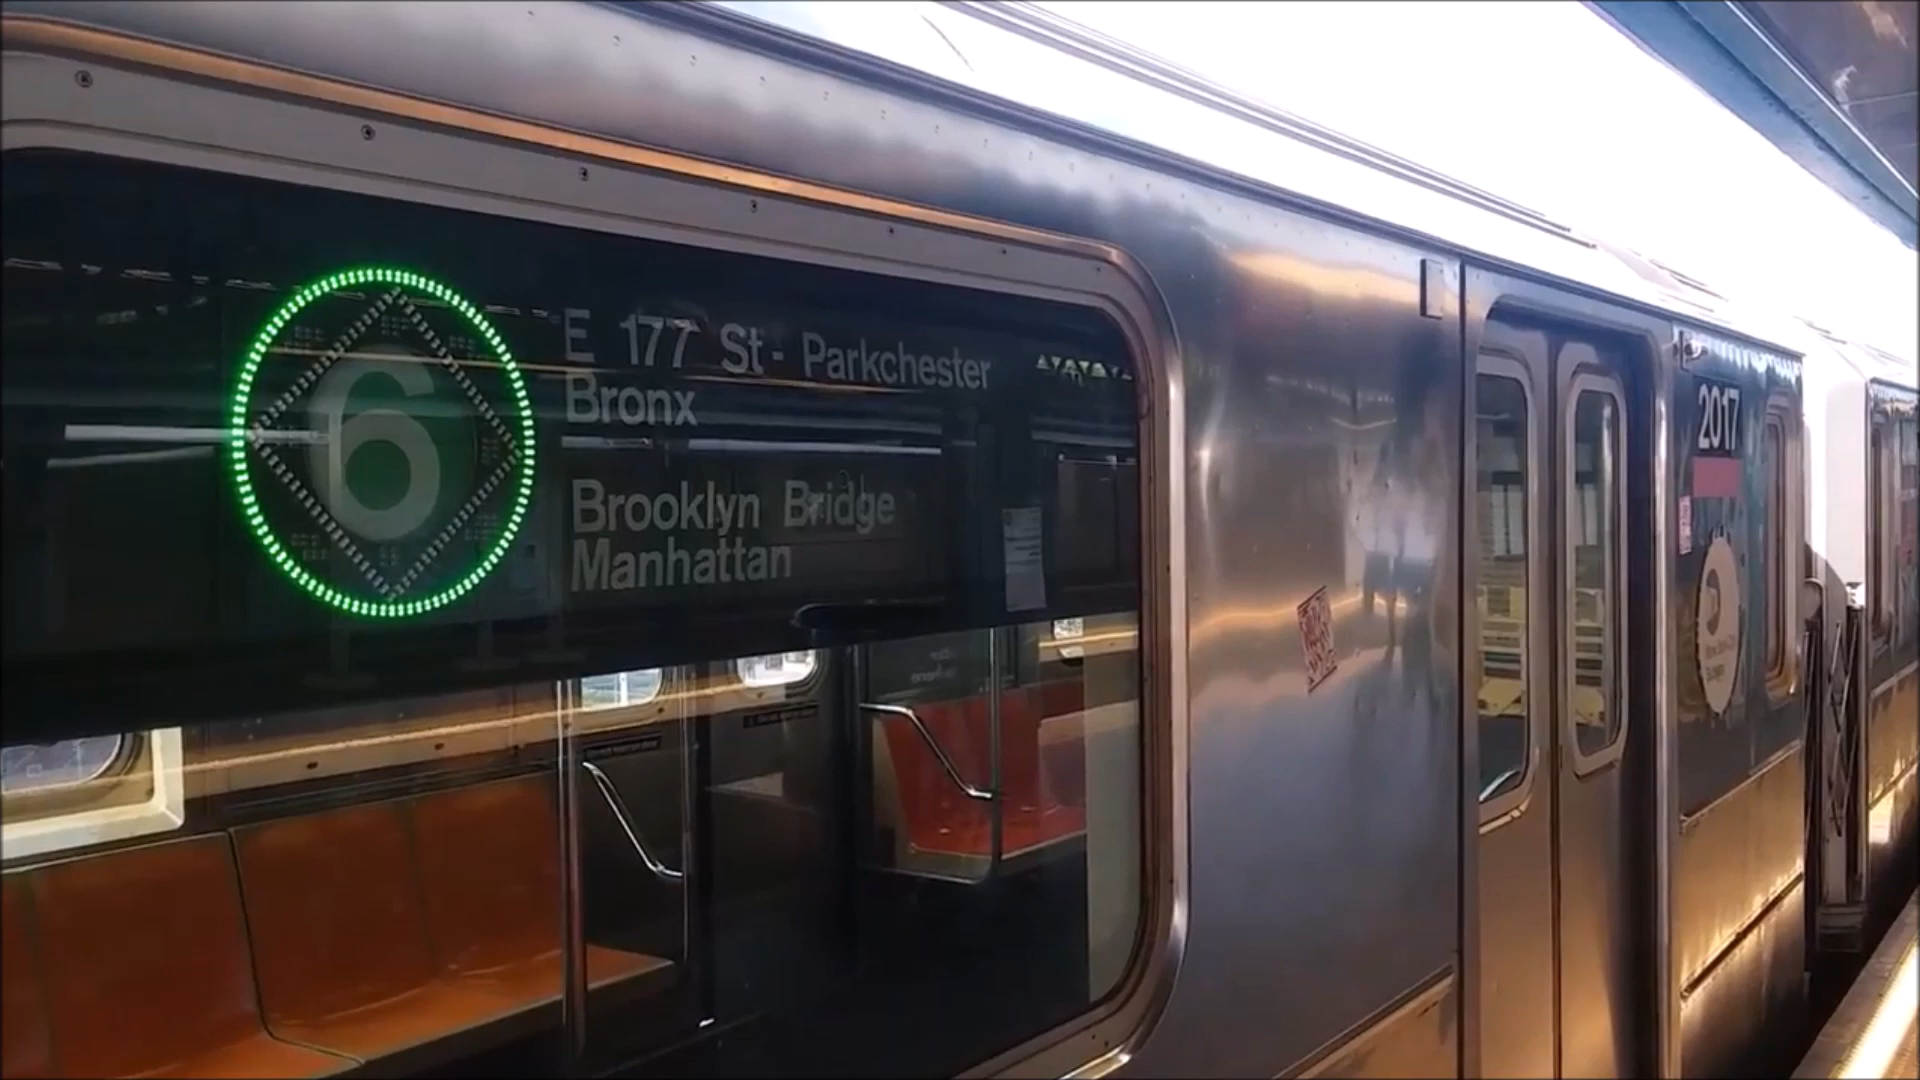 6
E 177 St - Parkchester
Bronx
Brooklyn Bridge
Manhattan
2017